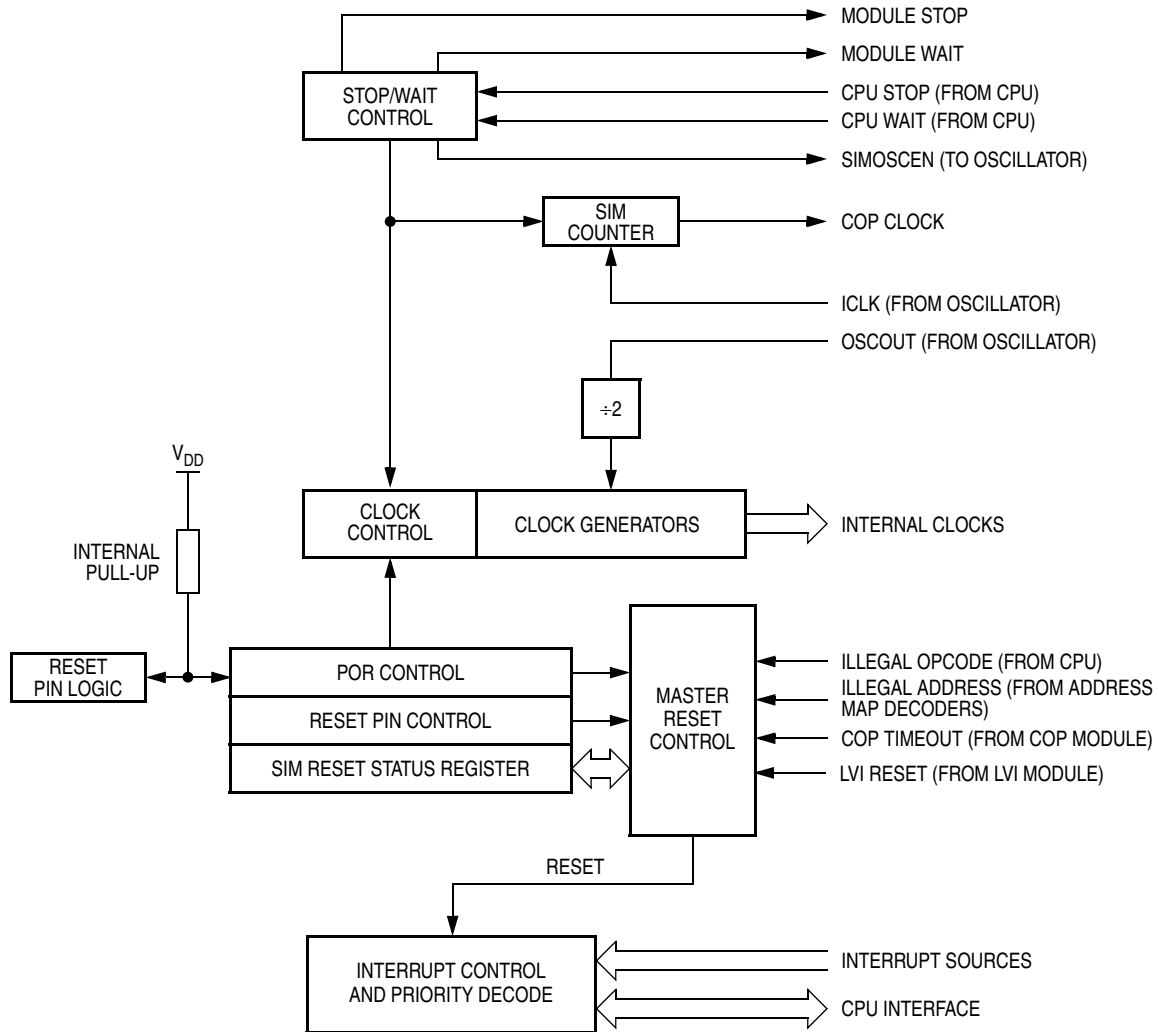 MODULE STOP
MODULE WAIT
STOP/WAIT
CONTROL
CPU STOP (FROM CPU)
CPU WAIT (FROM CPU)
SIMOSCEN (TO OSCILLATOR)
SIM
COUNTER
COP CLOCK
ICLK (FROM OSCILLATOR)
OSCOUT (FROM OSCILLATOR)
÷2
VDD
INTERNAL
PULL-UP
CLOCK
CONTROL
CLOCK GENERATORS
INTERNAL CLOCKS
RESET
PIN LOGIC
POR CONTROL
RESET PIN CONTROL
SIM RESET STATUS REGISTER
MASTER
RESET
CONTROL
ILLEGAL OPCODE (FROM CPU)
ILLEGAL ADDRESS (FROM ADDRESS
MAP DECODERS)
COP TIMEOUT (FROM COP MODULE)
LVI RESET (FROM LVI MODULE)
RESET
INTERRUPT CONTROL
AND PRIORITY DECODE
INTERRUPT SOURCES
CPU INTERFACE